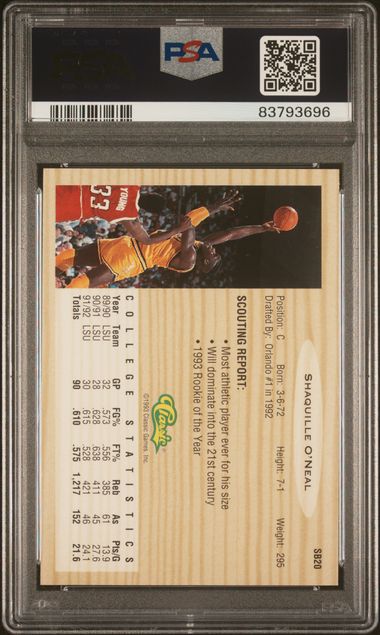 PSA
83793696
SB20
SHAQUILLE O'NEAL
Position: C Born: 3-6-72 Height: 7-1 Weight: 295
Drafted By: Orlando #1 in 1992
SCOUTING REPORT:
• Most athletic player ever for his size
• Will dominate into the 21st century
• 1993 Rookie of the Year
Classic
©1993 Classic Games, Inc.
YOUNG
33
COLLEGE STATISTICS
Year Team GP FG% FT% Reb As Pts/G
89/90 LSU 32 .573 .556 385 61 13.9
90/91 LSU 28 .628 .638 411 45 27.6
91/92 LSU 30 .615 .528 421 46 24.1
Totals 90 .610 .575 1,217 152 21.6